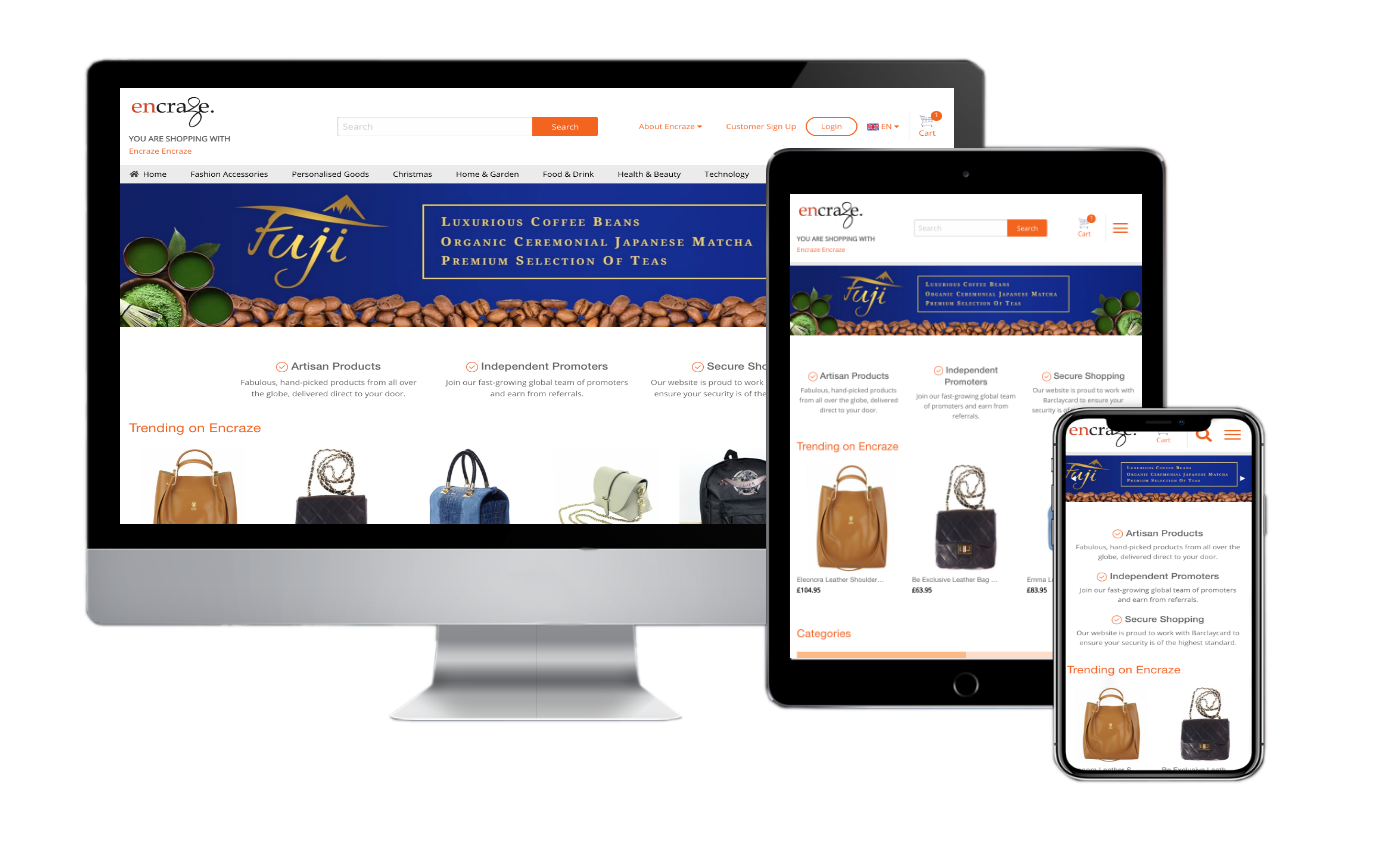 encraze.
YOU ARE SHOPPING WITH
Encraze Encraze
Search
Search
About Encraze
Customer Sign Up
Login
EN
1
Cart
Home
Fashion Accessories
Personalised Goods
Christmas
Home & Garden
Food & Drink
Health & Beauty
Technology
Fuji
LUXURIOUS COFFEE BEANS
ORGANIC CEREMONIAL JAPANESE MATCHA
PREMIUM SELECTION OF TEAS
Artisan Products
Fabulous, hand-picked products from all over
the globe, delivered direct to your door.
Independent Promoters
Join our fast-growing global team of promoters
and earn from referrals.
Secure Sho
Our website is proud to work
ensure your security is of the
Trending on Encraze
encraze.
YOU ARE SHOPPING WITH
Encraze Encraze
Search
Search
1
Cart
Fuji
LUXURIOUS COFFEE BEANS
ORGANIC CEREMONIAL JAPANESE MATCHA
PREMIUM SELECTION OF TEAS
Artisan Products
Fabulous, hand-picked products
from all over the globe, delivered
direct to your door.
Independent
Promoters
Join our fast-growing global team
of promoters and earn from
referrals.
Secure Shopping
Our website is proud to work with
Barclaycard to ensure your
security is of
Trending on Encraze
Eleonora Leather Shoulder...
£104.95
Be Exclusive Leather Bag ...
£63.95
Emma L
£83.95
Categories
encraze.
Cart
Fuji
LUXURIOUS COFFEE BEANS
ORGANIC CEREMONIAL JAPANESE MATCHA
PREMIUM SELECTION OF TEAS
Artisan Products
Fabulous, hand-picked products from all over the
globe, delivered direct to your door.
Independent Promoters
Join our fast-growing global team of promoters
and earn from referrals.
Secure Shopping
Our website is proud to work with Barclaycard to
ensure your security is of the highest standard.
Trending on Encraze